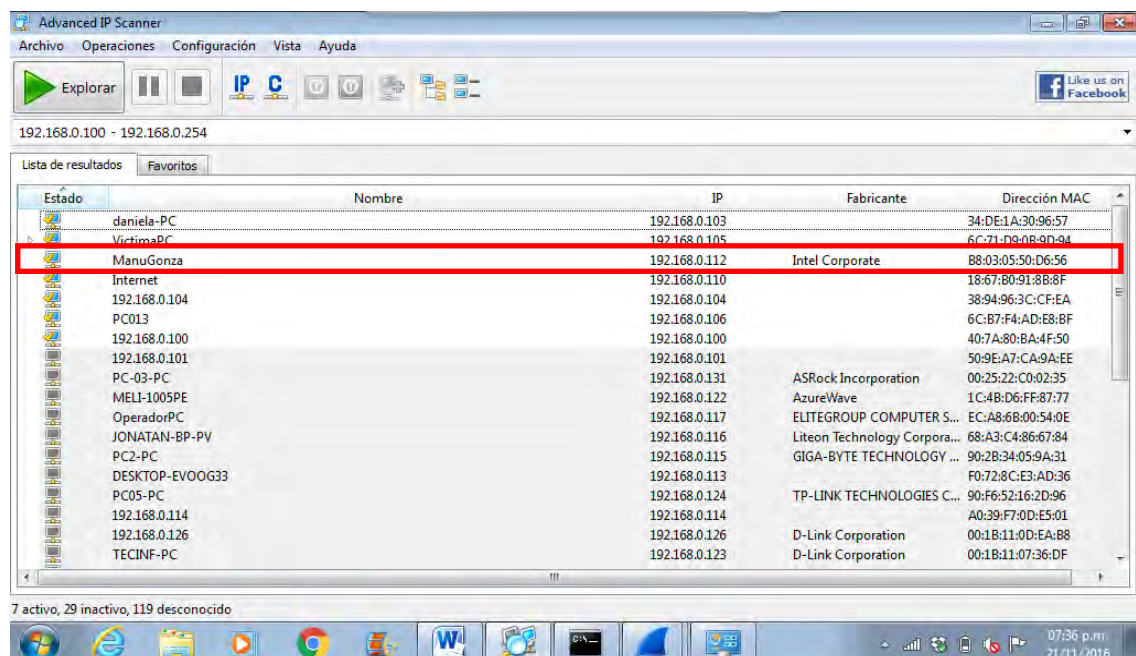 Advanced IP Scanner
Archivo Operaciones Configuración Vista Ayuda
Explorar IP C Like us on Facebook
192.168.0.100 - 192.168.0.254
Lista de resultados Favoritos
Estado Nombre IP Fabricante Dirección MAC
daniela-PC 192.168.0.103 34:DE:1A:30:96:57
VictimaPC 192.168.0.105 6C:71:D9:0B:9D:94
ManuGonza 192.168.0.112 Intel Corporate B8:03:05:50:D6:56
Internet 192.168.0.110 18:67:B0:91:8B:8F
192.168.0.104 192.168.0.104 38:94:96:3C:CF:EA
PC013 192.168.0.106 6C:B7:F4:AD:E8:BF
192.168.0.100 192.168.0.100 40:7A:80:BA:4F:50
192.168.0.101 192.168.0.101 50:9E:A7:CA:9A:EE
PC-03-PC 192.168.0.131 ASRock Incorporation 00:25:22:C0:02:35
MELI-1005PE 192.168.0.122 AzureWave 1C:4B:D6:FF:87:77
OperadorPC 192.168.0.117 ELITEGROUP COMPUTER S... EC:A8:6B:00:54:0E
JONATAN-BP-PV 192.168.0.116 Liteon Technology Corpora... 68:A3:C4:86:67:84
PC2-PC 192.168.0.115 GIGA-BYTE TECHNOLOGY ... 90:2B:34:05:9A:31
DESKTOP-EVOOG33 192.168.0.113 F0:72:8C:E3:AD:36
PC05-PC 192.168.0.124 TP-LINK TECHNOLOGIES C... 90:F6:52:16:2D:96
192.168.0.114 192.168.0.114 A0:39:F7:0D:E5:01
192.168.0.126 192.168.0.126 D-Link Corporation 00:1B:11:0D:EA:B8
TECINF-PC 192.168.0.123 D-Link Corporation 00:1B:11:07:36:DF
7 activo, 29 inactivo, 119 desconocido
07:36 p.m.
21/11/2016